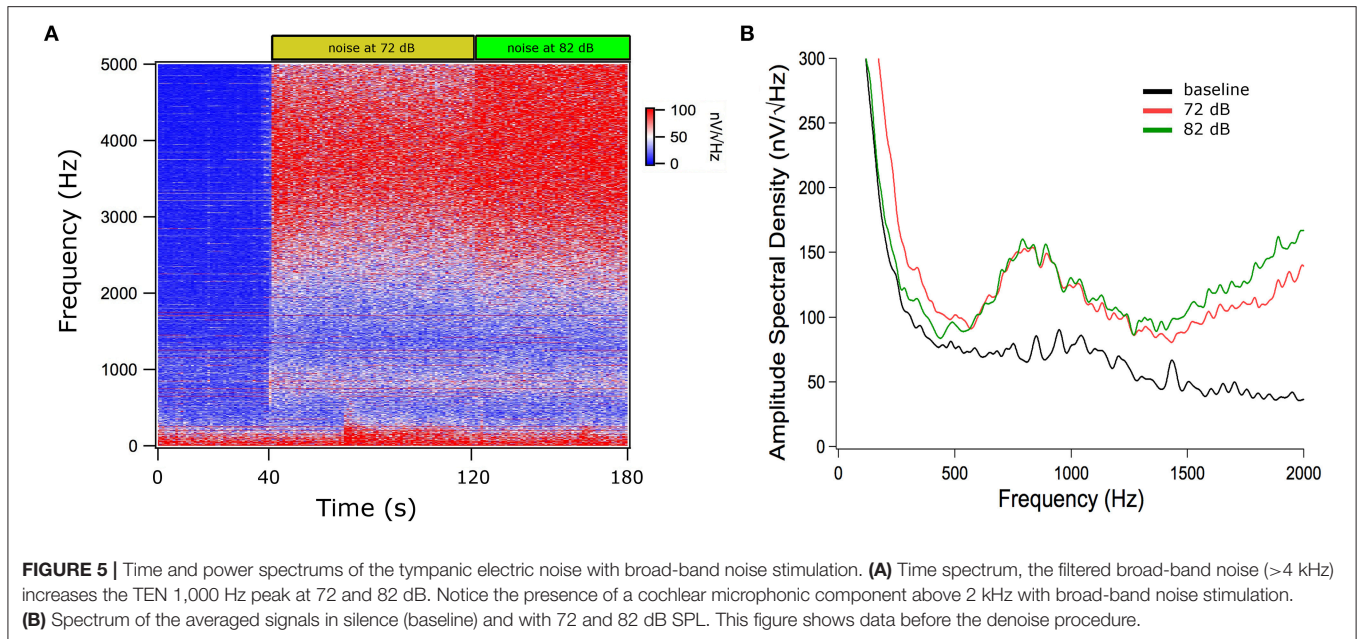 A
noise at 72 dB
noise at 82 dB
5000
4000
3000
2000
1000
0
Frequency (Hz)
0
40
120
180
Time (s)
100
50
0
nV/√Hz
B
300
250
200
150
100
50
0
Amplitude Spectral Density (nV/√Hz)
baseline
72 dB
82 dB
0
500
1000
1500
2000
Frequency (Hz)
FIGURE 5 | Time and power spectrums of the tympanic electric noise with broad-band noise stimulation. (A) Time spectrum, the filtered broad-band noise (>4 kHz)
increases the TEN 1,000 Hz peak at 72 and 82 dB. Notice the presence of a cochlear microphonic component above 2 kHz with broad-band noise stimulation.
(B) Spectrum of the averaged signals in silence (baseline) and with 72 and 82 dB SPL. This figure shows data before the denoise procedure.